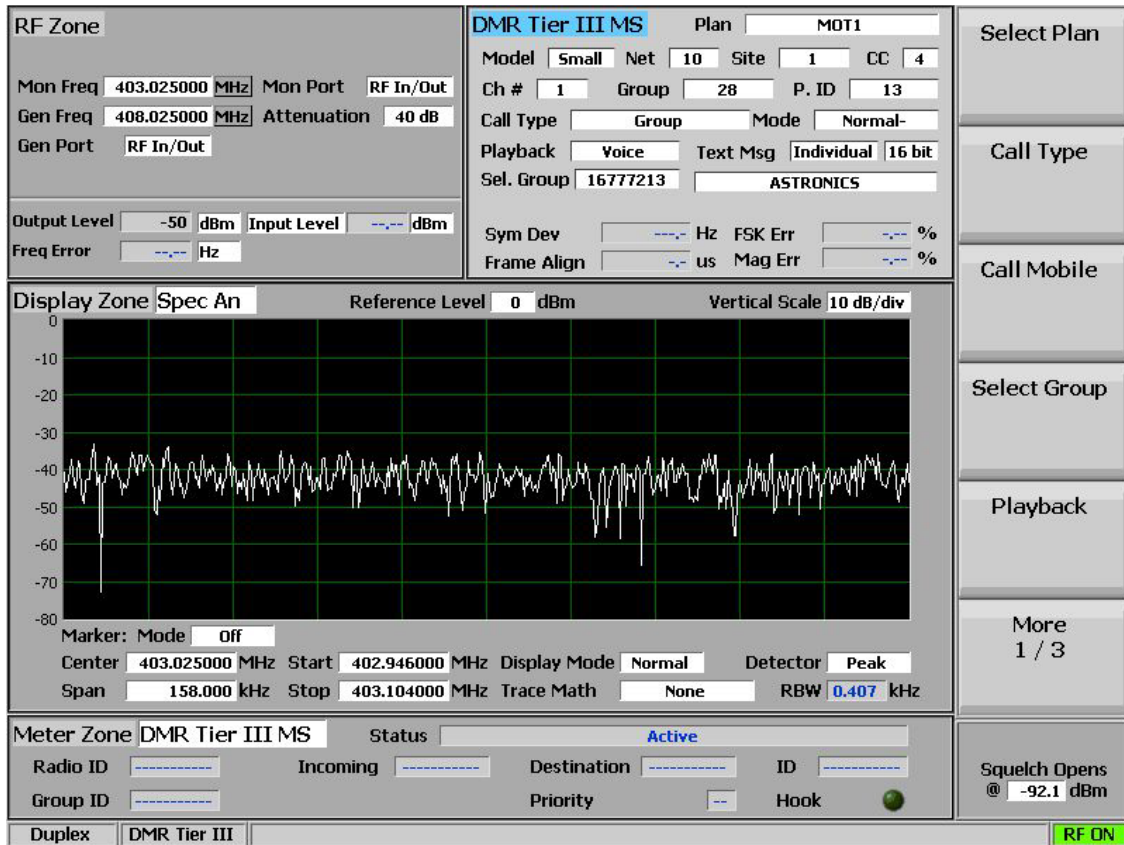 RF Zone
Mon Freq 403.025000 MHz Mon Port RF In/Out
Gen Freq 408.025000 MHz Attenuation 40 dB
Gen Port RF In/Out
Output Level -50 dBm Input Level --.-- dBm
Freq Error --.-- Hz
DMR Tier III MS Plan MOT1
Model Small Net 10 Site 1 CC 4
Ch # 1 Group 28 P. ID 13
Call Type Group Mode Normal-
Playback Voice Text Msg Individual 16 bit
Sel. Group 16777213 ASTRONICS
Sym Dev ---.- Hz FSK Err -.-- %
Frame Align -.- us Mag Err -.-- %
Display Zone Spec An Reference Level 0 dBm Vertical Scale 10 dB/div
0
-10
-20
-30
-40
-50
-60
-70
-80
Marker: Mode Off
Center 403.025000 MHz Start 402.946000 MHz Display Mode Normal Detector Peak
Span 158.000 kHz Stop 403.104000 MHz Trace Math None RBW 0.407 kHz
Meter Zone DMR Tier III MS Status Active
Radio ID ----------- Incoming ----------- Destination ----------- ID -----------
Group ID ----------- Priority -- Hook
Duplex DMR Tier III RF ON
Select Plan
Call Type
Call Mobile
Select Group
Playback
More
1 / 3
Squelch Opens
@ -92.1 dBm